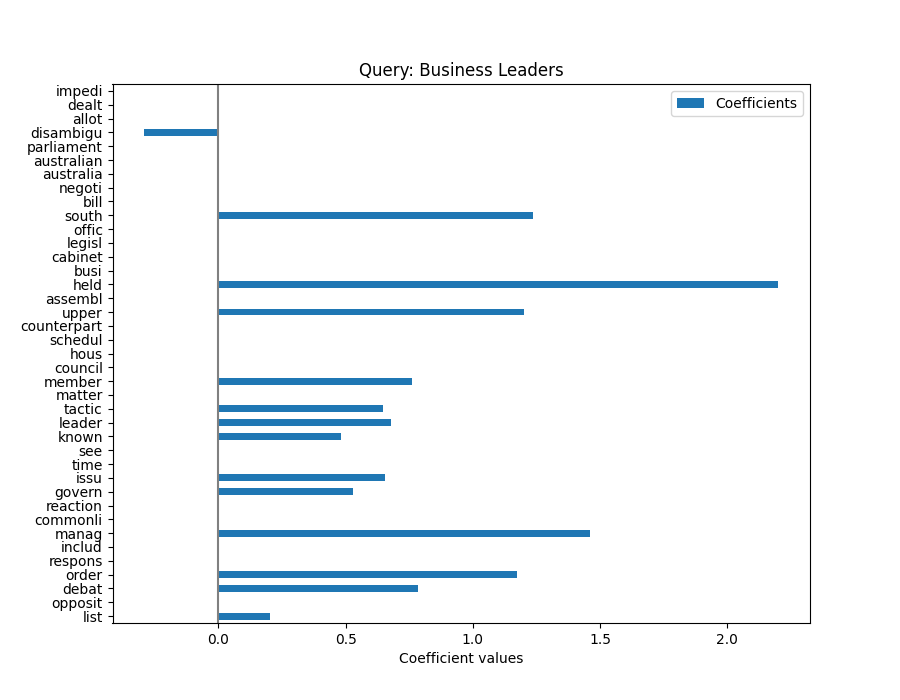 Query: Business Leaders
Coefficients
impedi
dealt
allot
disambigu
parliament
australian
australia
negoti
bill
south
offic
legisl
cabinet
busi
held
assembl
upper
counterpart
schedul
hous
council
member
matter
tactic
leader
known
see
time
issu
govern
reaction
commonli
manag
includ
respons
order
debat
opposit
list
0.0 0.5 1.0 1.5 2.0
Coefficient values